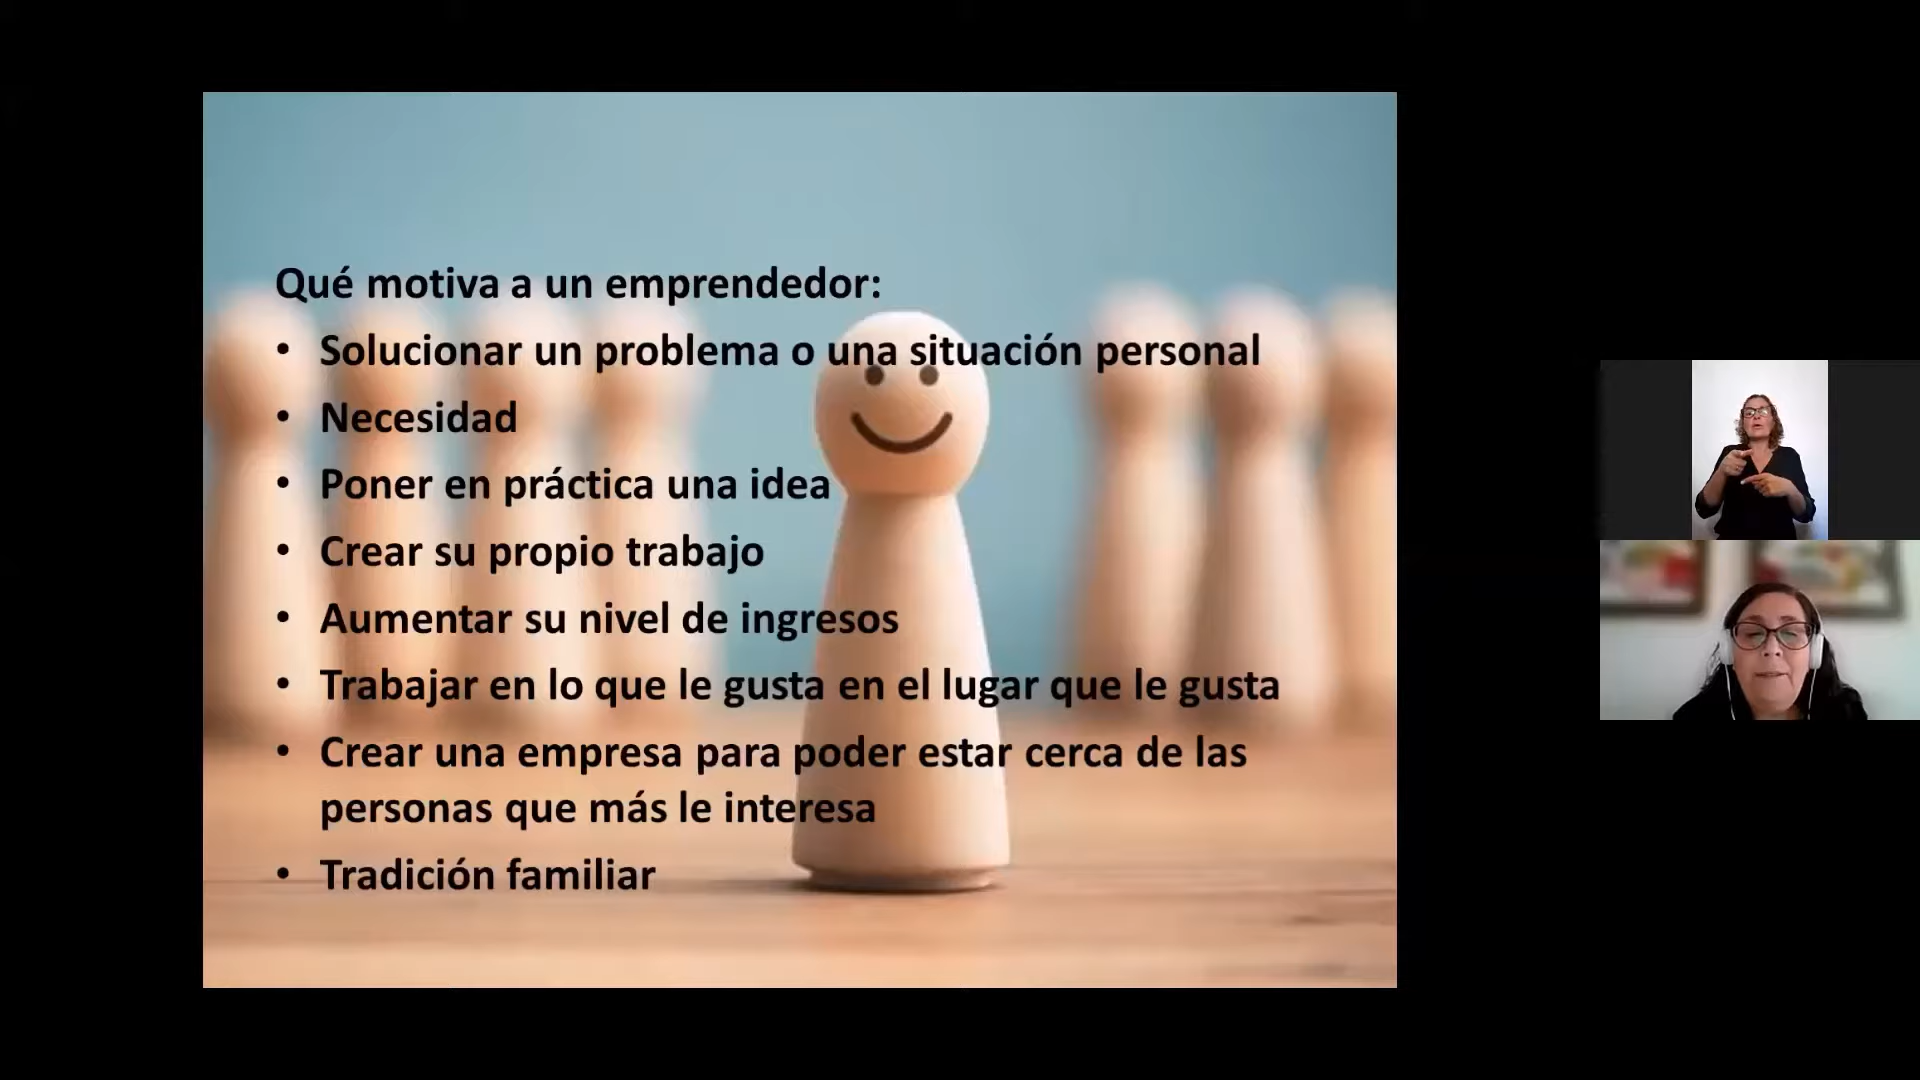 Qué motiva a un emprendedor:
• Solucionar un problema o una situación personal
• Necesidad
• Poner en práctica una idea
• Crear su propio trabajo
• Aumentar su nivel de ingresos
• Trabajar en lo que le gusta en el lugar que le gusta
• Crear una empresa para poder estar cerca de las
personas que más le interesa
• Tradición familiar